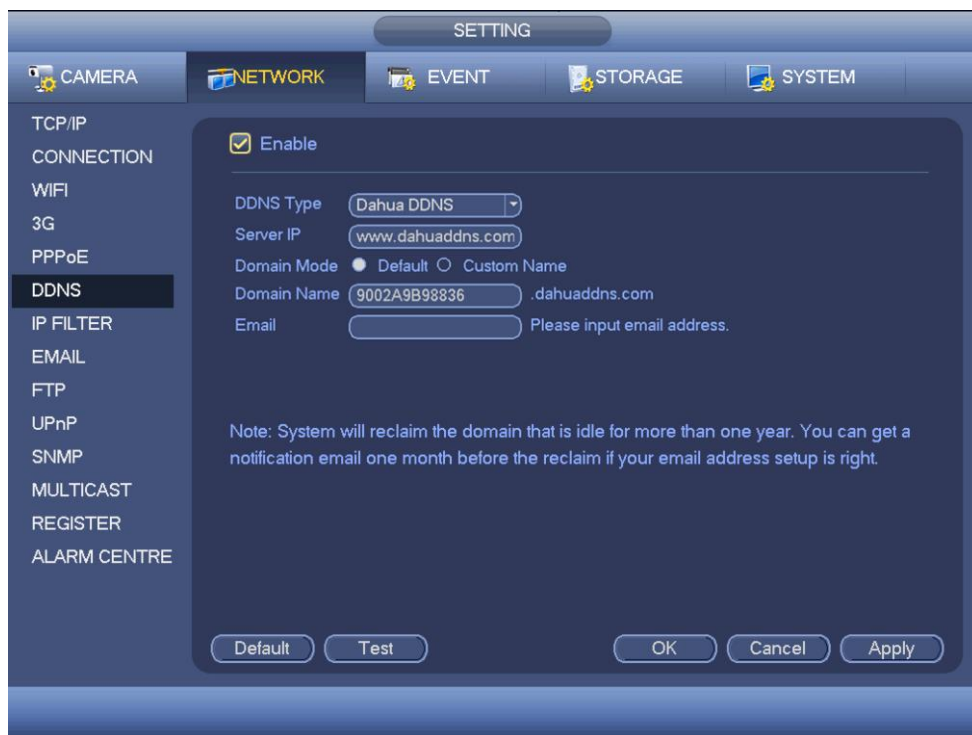 SETTING
CAMERA NETWORK EVENT STORAGE SYSTEM
TCP/IP
CONNECTION
WIFI
3G
PPPoE
DDNS
IP FILTER
EMAIL
FTP
UPnP
SNMP
MULTICAST
REGISTER
ALARM CENTRE
Enable
DDNS Type Dahua DDNS
Server IP www.dahuaddns.com
Domain Mode Default Custom Name
Domain Name 9002A9B98836 .dahuaddns.com
Email Please input email address.
Note: System will reclaim the domain that is idle for more than one year. You can get a
notification email one month before the reclaim if your email address setup is right.
Default Test OK Cancel Apply